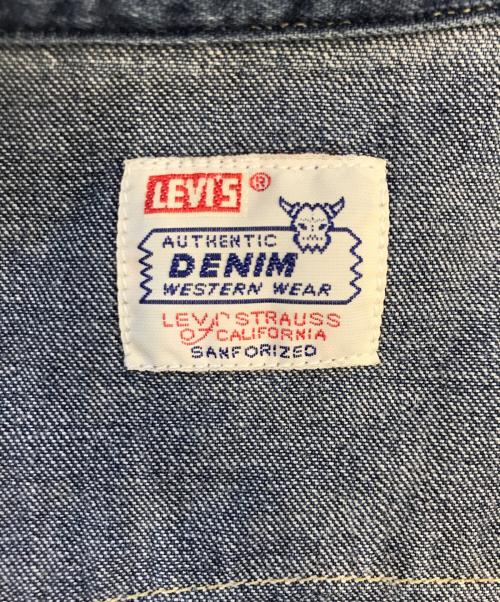 LEVI'S ®
AUTHENTIC
DENIM
WESTERN WEAR
LEVI STRAUSS
OF CALIFORNIA
SANFORIZED